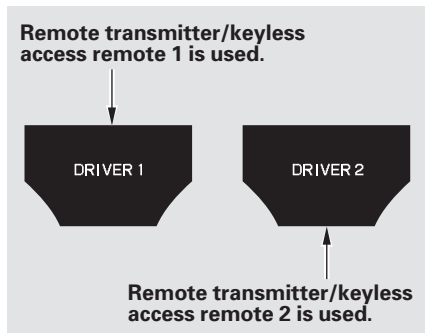 Remote transmitter/keyless
access remote 1 is used.
DRIVER 1
DRIVER 2
Remote transmitter/keyless
access remote 2 is used.